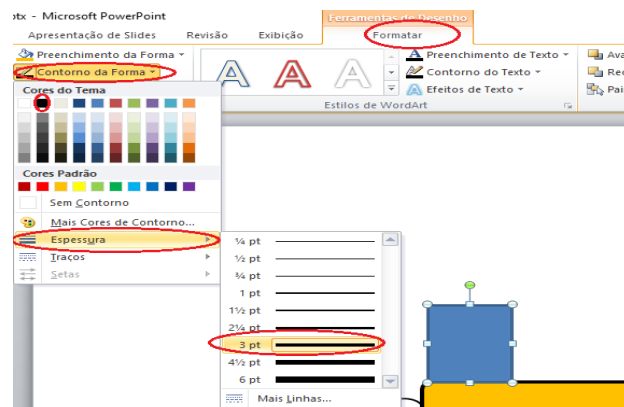 otx - Microsoft PowerPoint
Ferramentas de Desenho
Apresentação de Slides Revisão Exibição Formatar
Preenchimento da Forma
Contorno da Forma
Preenchimento de Texto
Contorno do Texto
Efeitos de Texto
Estilos de WordArt
Ava
Rec
Pai
Cores do Tema
Cores Padrão
Sem Contorno
Mais Cores de Contorno...
Espessura
Traços
Setas
¼ pt
½ pt
¾ pt
1 pt
1½ pt
2¼ pt
3 pt
4½ pt
6 pt
Mais Linhas...